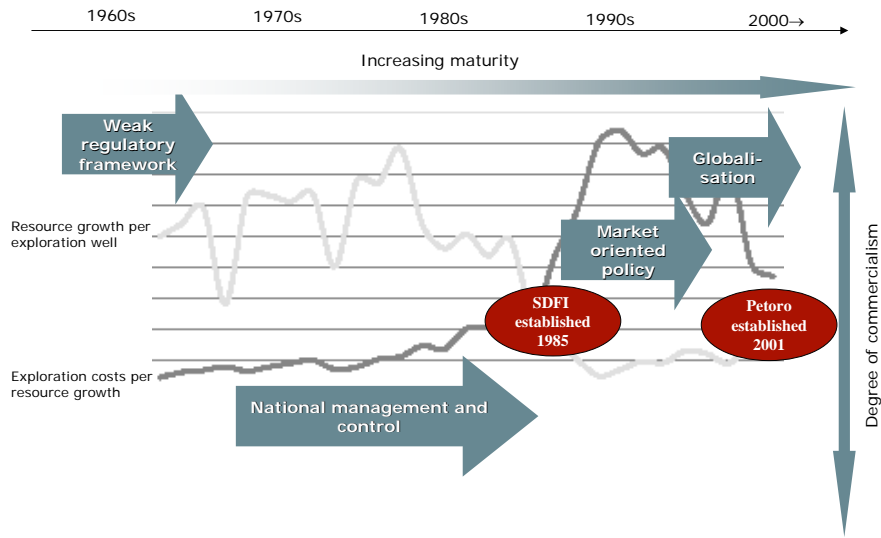 1960s 1970s 1980s 1990s 2000→
Increasing maturity
Weak
regulatory
framework
Globali-
sation
Resource growth per
exploration well
Market
oriented
policy
Degree of commercialism
SDFI
established
1985
Petoro
established
2001
Exploration costs per
resource growth
National management and
control